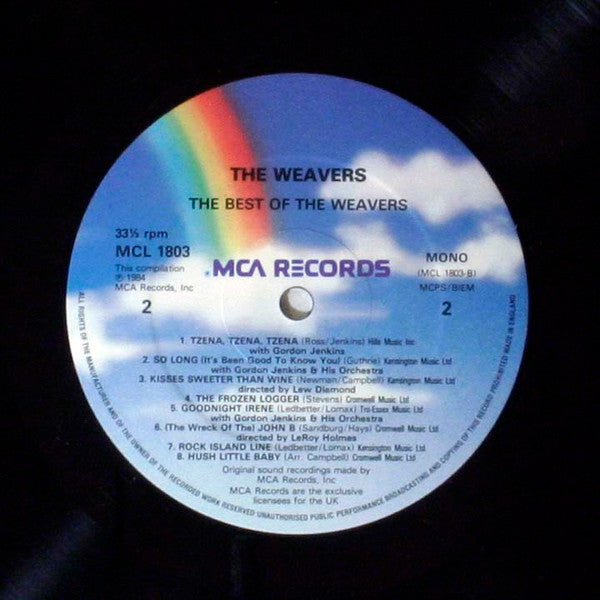 THE WEAVERS
THE BEST OF THE WEAVERS
33⅓ rpm
MCL 1803
This compilation
℗ 1984
MCA Records, Inc
2
MCA RECORDS
MONO
(MCL 1803-B)
MCPS/BIEM
2
1. TZENA, TZENA, TZENA (Ross/Jenkins) Hills Music Inc
with Gordon Jenkins
2. SO LONG (It's Been Good To Know You) (Guthrie) Kensington Music Ltd
with Gordon Jenkins & His Orchestra
3. KISSES SWEETER THAN WINE (Newman/Campbell) Kensington Music Ltd
directed by Lew Diamond
4. THE FROZEN LOGGER (Stevens) Cromwell Music Ltd
5. GOODNIGHT IRENE (Ledbetter/Lomax) Tro-Essex Music Ltd
with Gordon Jenkins & His Orchestra
6. (The Wreck Of The) JOHN B (Sandburg/Hays) Cromwell Music Ltd
directed by LeRoy Holmes
7. ROCK ISLAND LINE (Ledbetter/Lomax) Kensington Music Ltd
8. HUSH LITTLE BABY (Arr. Campbell) Cromwell Music Ltd
Original sound recordings made by
MCA Records, Inc
MCA Records are the exclusive
licensees for the UK
ALL RIGHTS OF THE MANUFACTURER AND OF THE OWNER OF THE RECORDED WORK RESERVED UNAUTHORISED PUBLIC PERFORMANCE BROADCASTING AND COPYING OF THIS RECORD PROHIBITED MADE IN ENGLAND